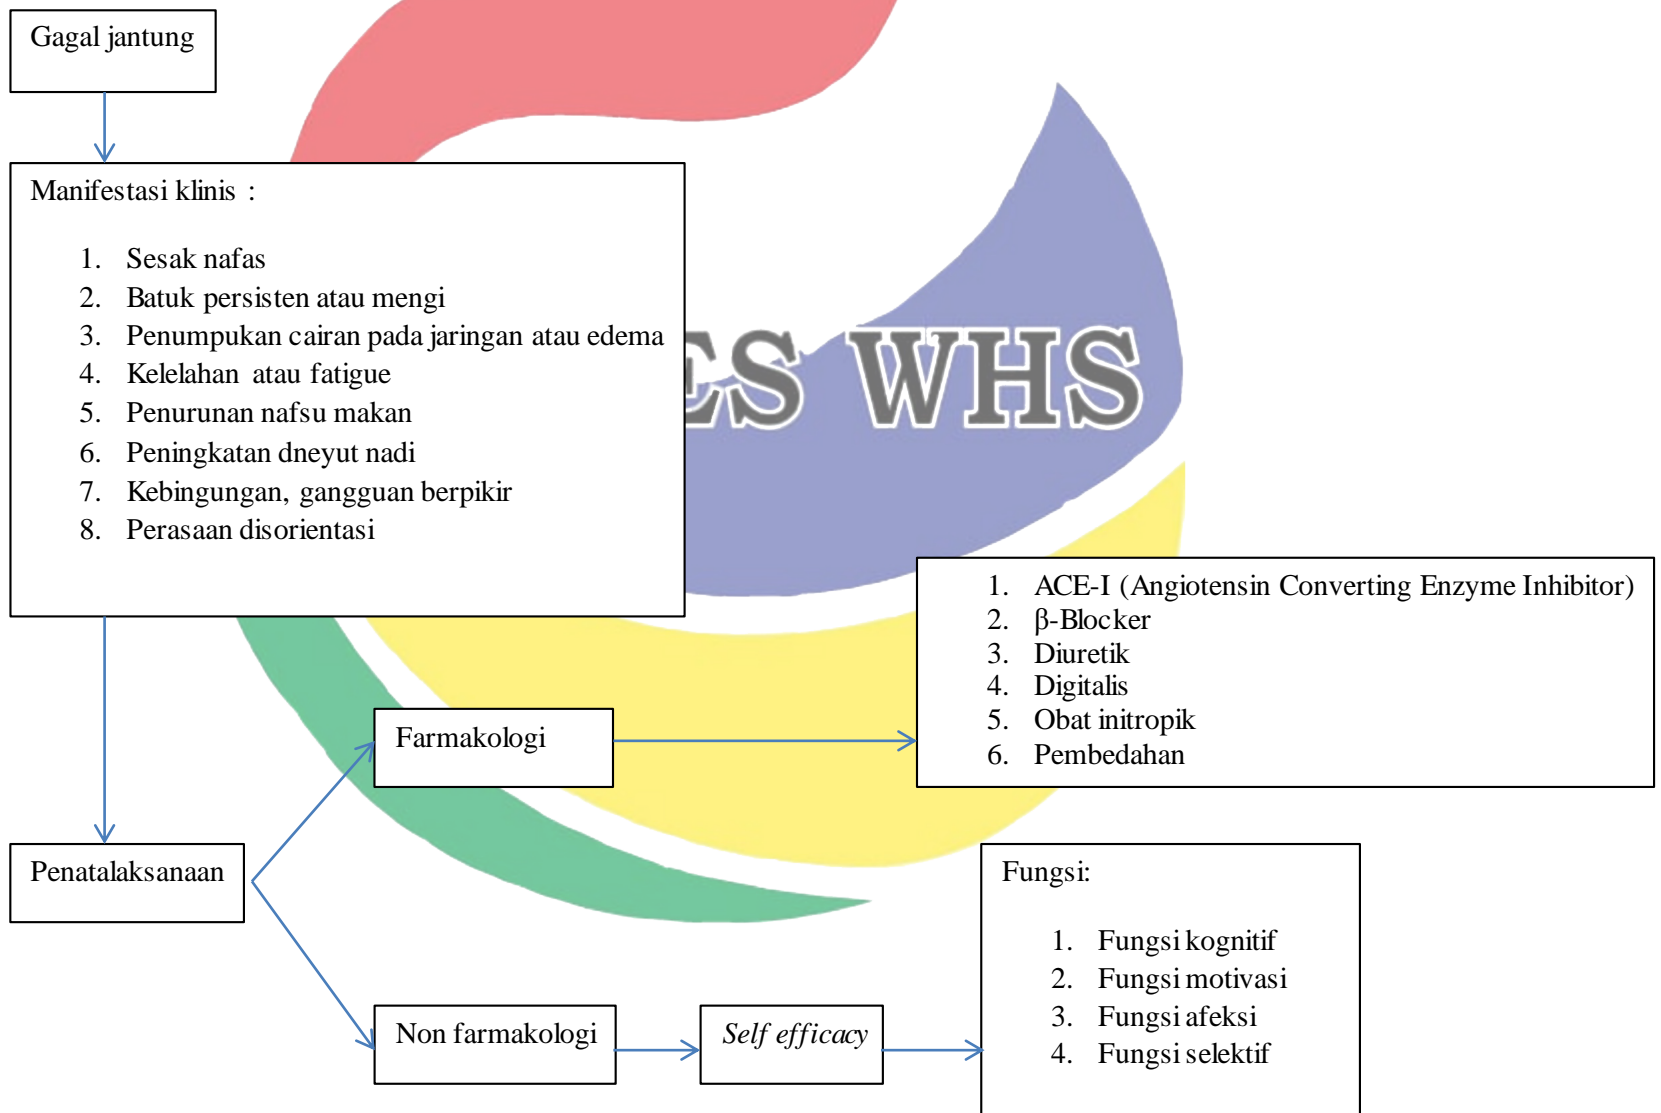 Gagal jantung
Manifestasi klinis :
1. Sesak nafas
2. Batuk persisten atau mengi
3. Penumpukan cairan pada jaringan atau edema
4. Kelelahan atau fatigue
5. Penurunan nafsu makan
6. Peningkatan dneyut nadi
7. Kebingungan, gangguan berpikir
8. Perasaan disorientasi
ES WHS
1. ACE-I (Angiotensin Converting Enzyme Inhibitor)
2. β-Blocker
3. Diuretik
4. Digitalis
5. Obat initropik
6. Pembedahan
Farmakologi
Penatalaksanaan
Non farmakologi
Self efficacy
Fungsi:
1. Fungsi kognitif
2. Fungsi motivasi
3. Fungsi afeksi
4. Fungsi selektif